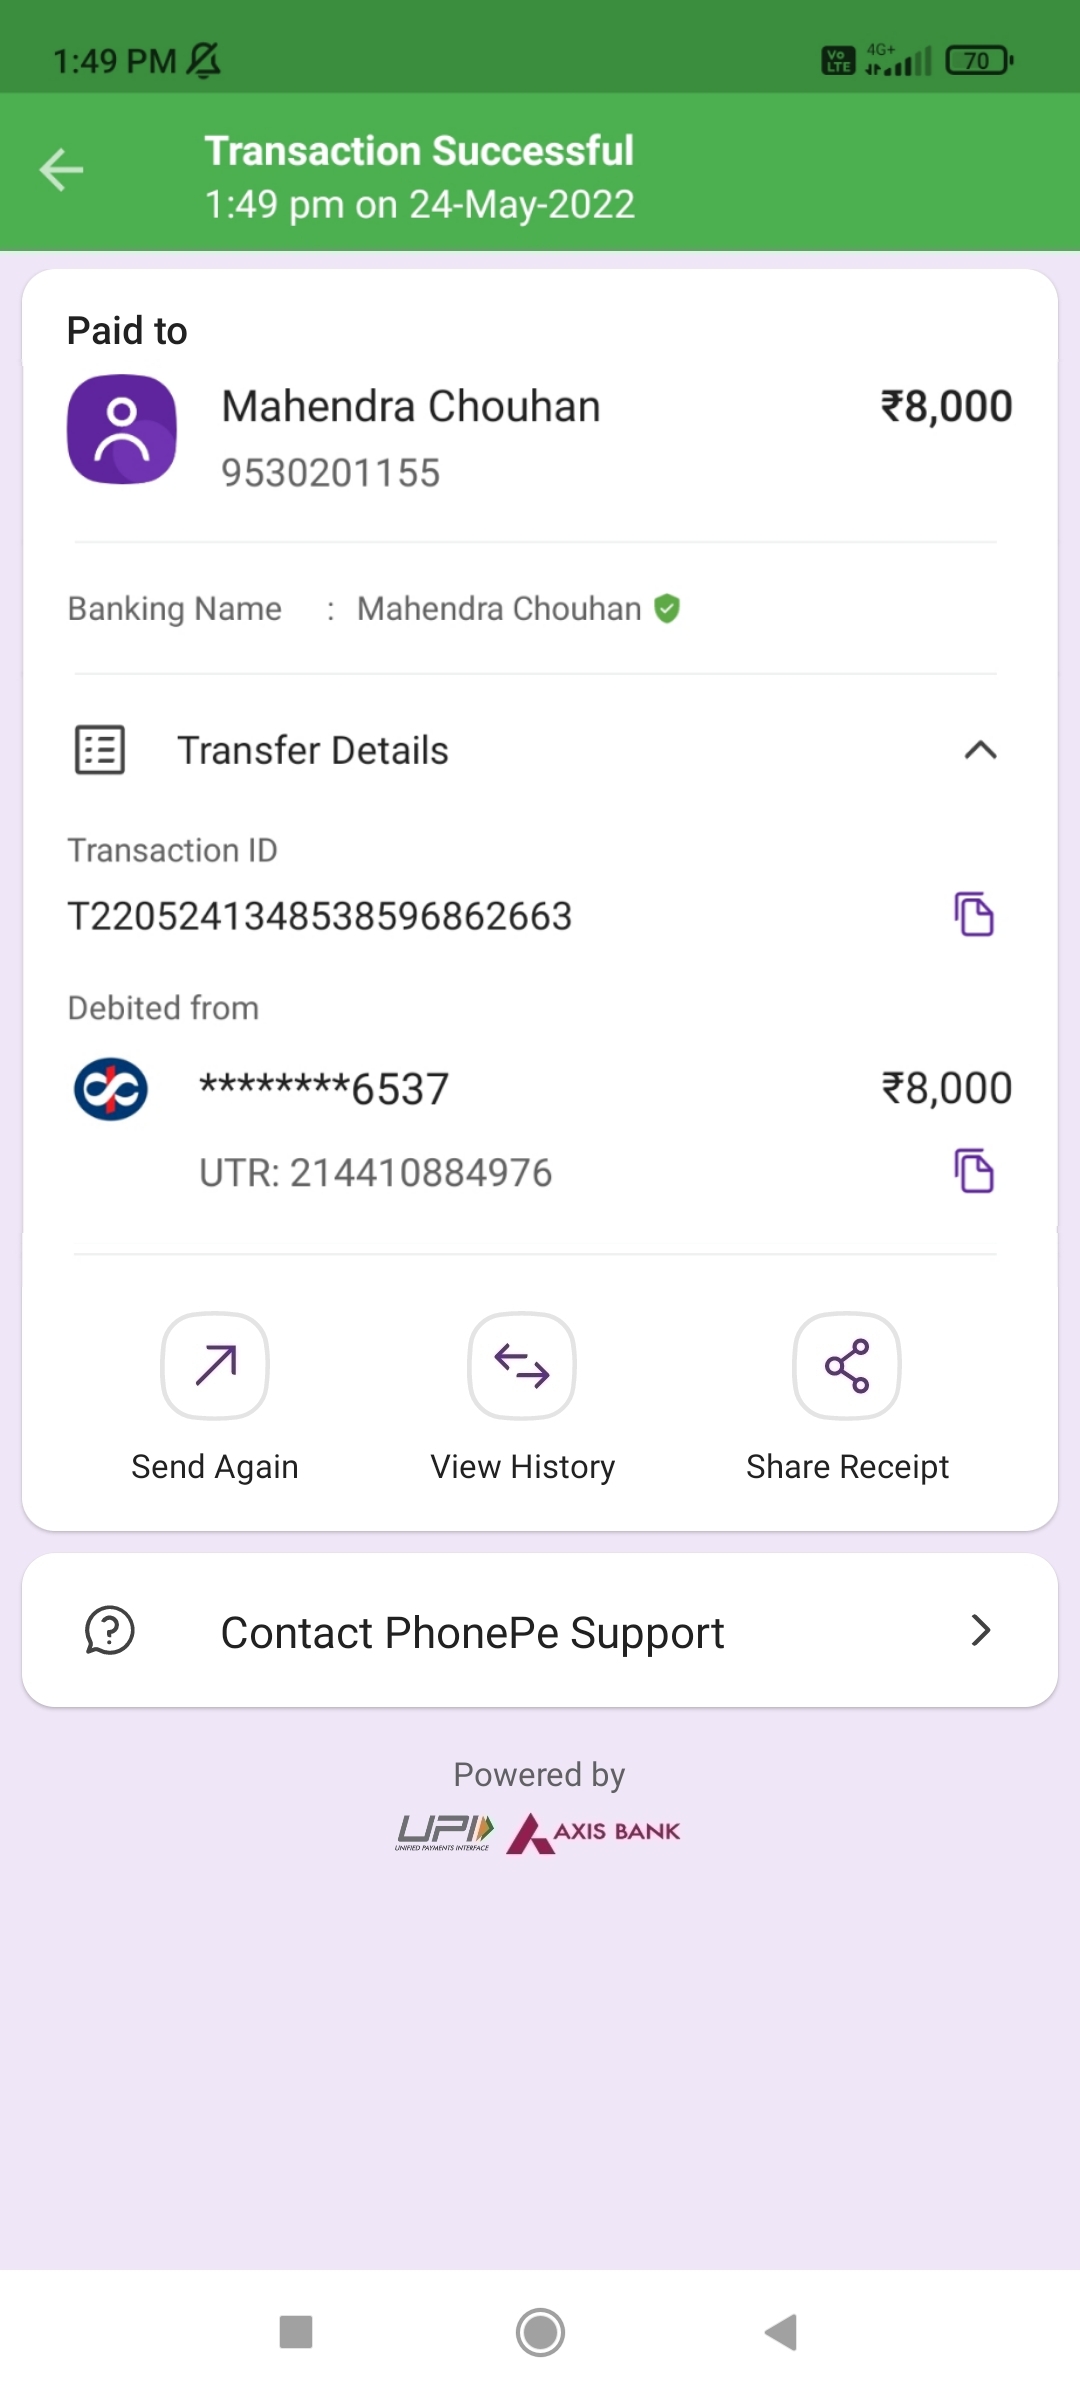 1:49 PM
Vo LTE 4G+ 70
Transaction Successful
1:49 pm on 24-May-2022
Paid to
Mahendra Chouhan ₹8,000
9530201155
Banking Name : Mahendra Chouhan
Transfer Details
Transaction ID
T2205241348538596862663
Debited from
********6537 ₹8,000
UTR: 214410884976
Send Again View History Share Receipt
Contact PhonePe Support
Powered by
UPI AXIS BANK
UNIFIED PAYMENTS INTERFACE